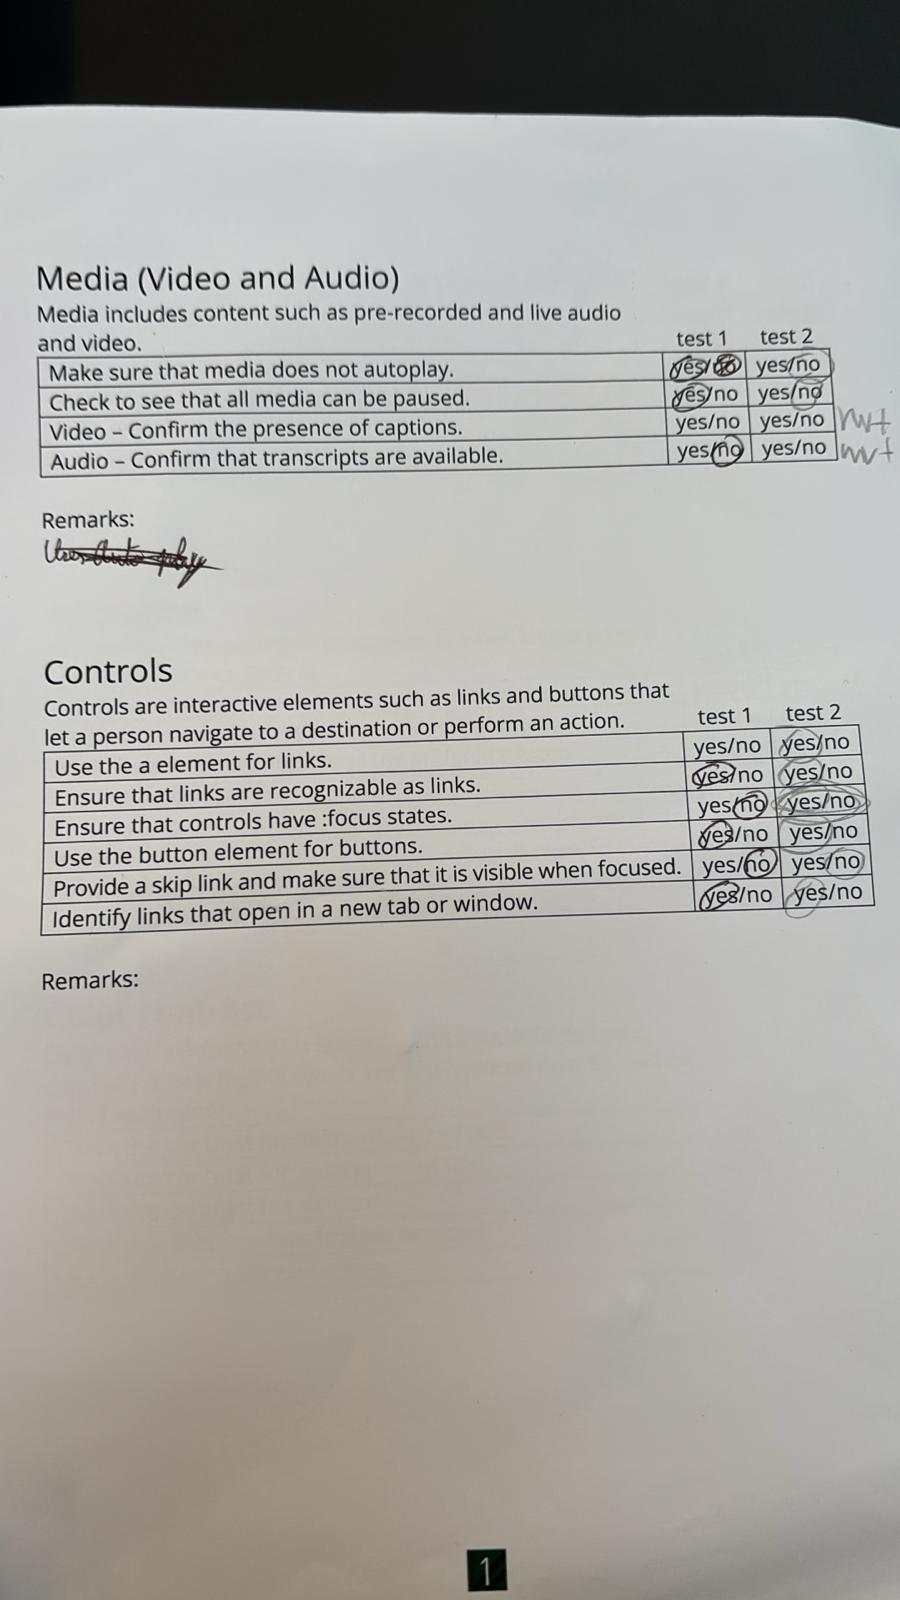 Media (Video and Audio)
Media includes content such as pre-recorded and live audio
and video. test 1 test 2
Make sure that media does not autoplay. yes/ yes/no
Check to see that all media can be paused. yes/no yes/no
Video – Confirm the presence of captions. yes/no yes/no
Audio – Confirm that transcripts are available. yes/no yes/no
Remarks:
Controls
Controls are interactive elements such as links and buttons that
let a person navigate to a destination or perform an action. test 1 test 2
Use the a element for links. yes/no yes/no
Ensure that links are recognizable as links. yes/no yes/no
Ensure that controls have :focus states. yes/no yes/no
Use the button element for buttons. yes/no yes/no
Provide a skip link and make sure that it is visible when focused. yes/no yes/no
Identify links that open in a new tab or window. yes/no yes/no
Remarks:
1